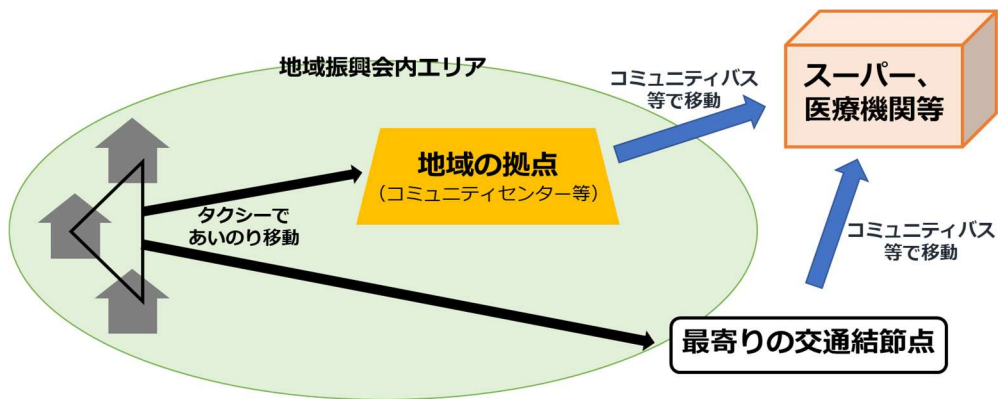 地域振興会内エリア
コミュニティバス
等で移動
スーパー、
医療機関等
地域の拠点
（コミュニティセンター等）
タクシーで
あいのり移動
コミュニティバス
等で移動
最寄りの交通結節点